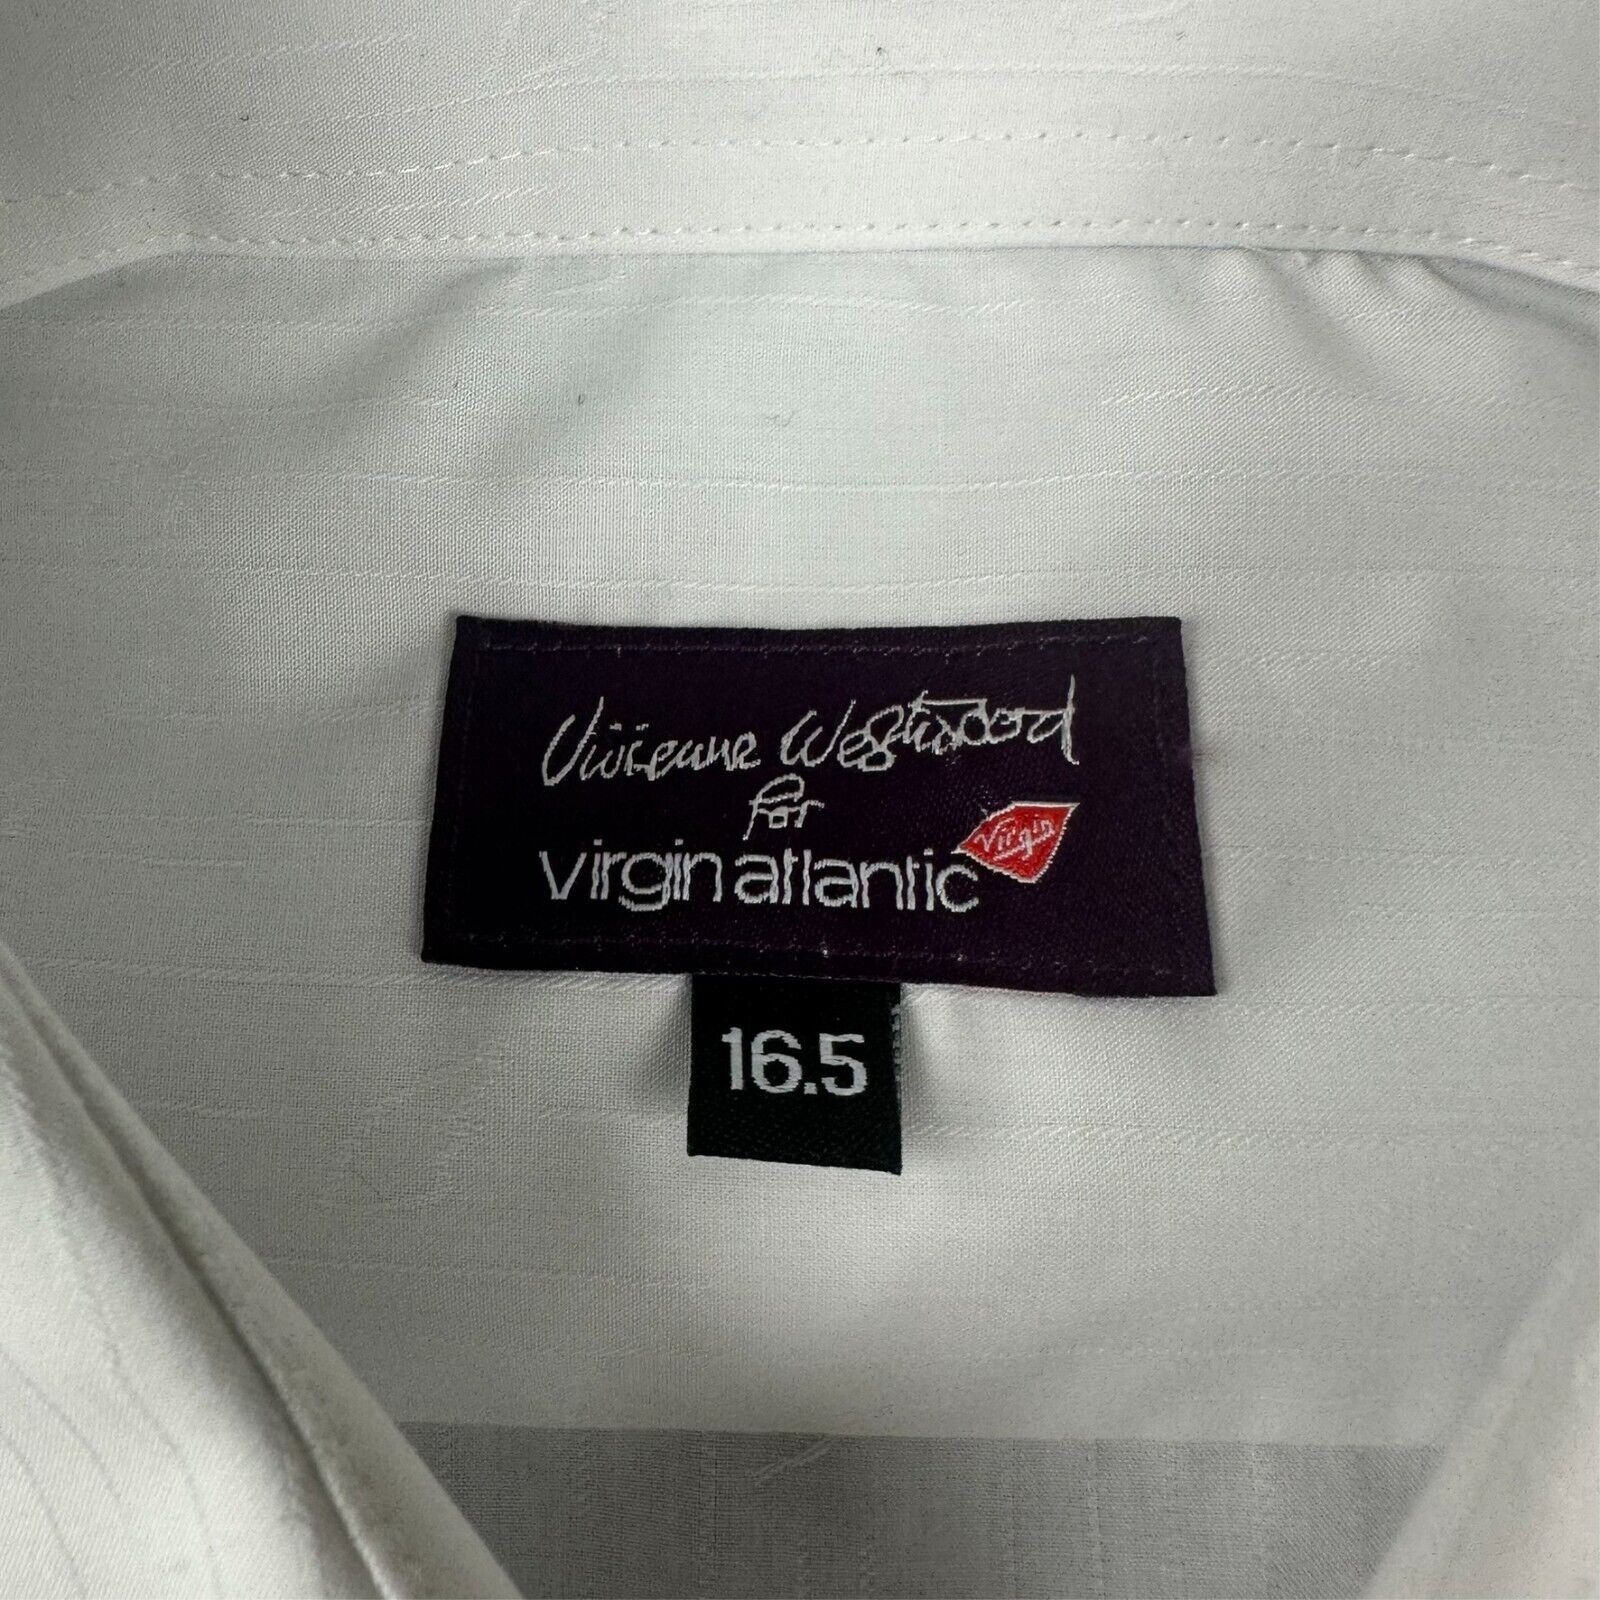 Vivienne Westwood
for
virgin atlantic
Virgin
16.5